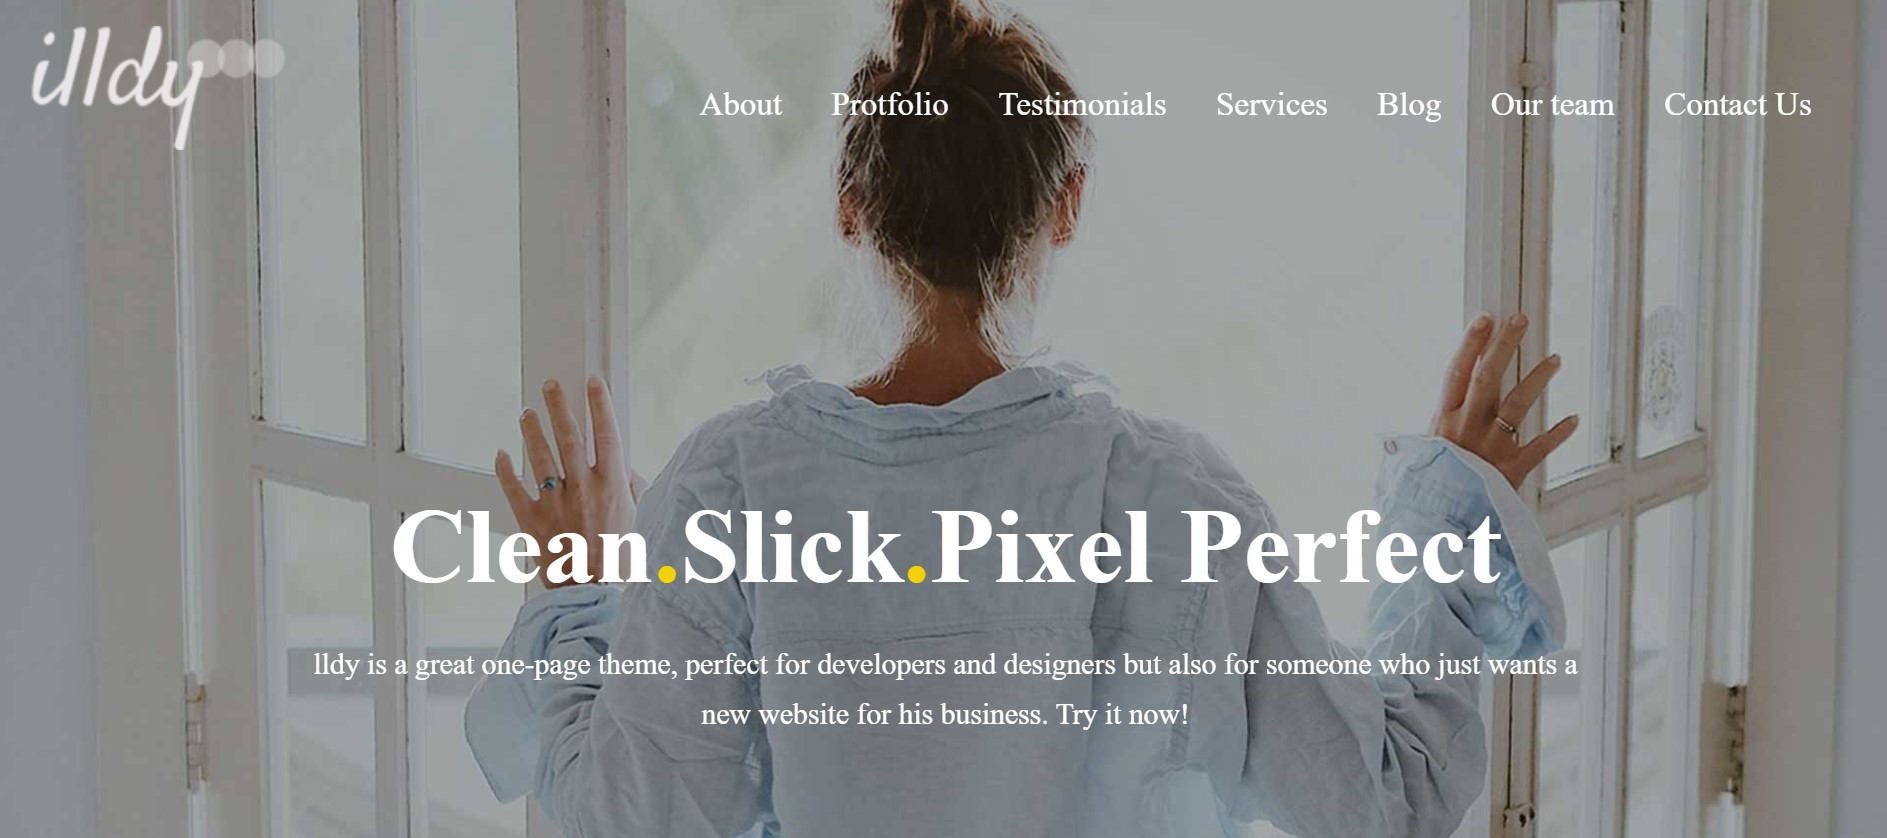 illdy
About Protfolio Testimonials Services Blog Our team Contact Us
Clean.Slick.Pixel Perfect
lldy is a great one-page theme, perfect for developers and designers but also for someone who just wants a
new website for his business. Try it now!